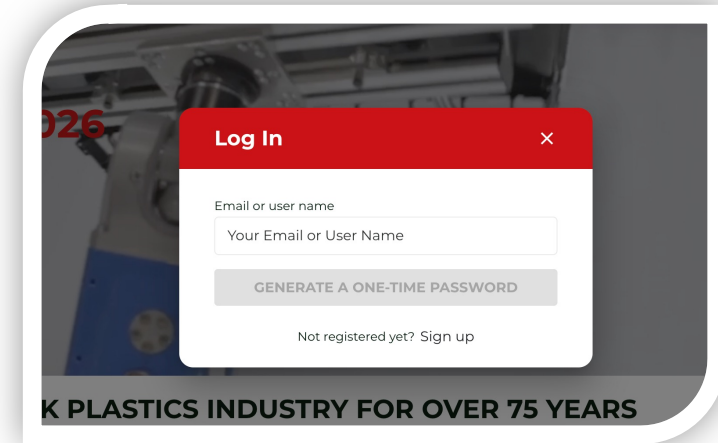 026
Log In
Email or user name
Your Email or User Name
GENERATE A ONE-TIME PASSWORD
Not registered yet? Sign up
K PLASTICS INDUSTRY FOR OVER 75 YEARS